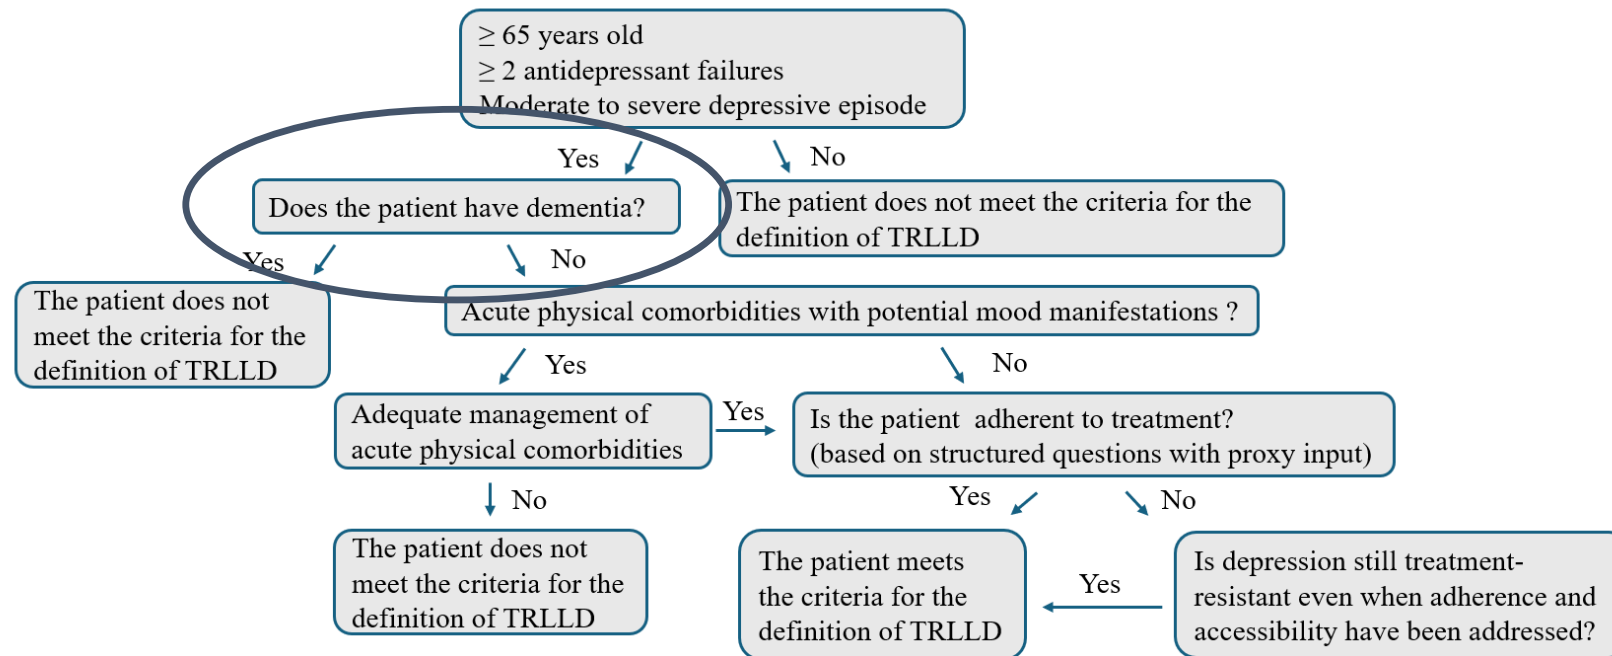 ≥ 65 years old
≥ 2 antidepressant failures
Moderate to severe depressive episode
Yes
No
Does the patient have dementia?
The patient does not meet the criteria for the
definition of TRLLD
Yes
No
The patient does not
meet the criteria for the
definition of TRLLD
Acute physical comorbidities with potential mood manifestations ?
Yes
No
Adequate management of
acute physical comorbidities
Yes
Is the patient adherent to treatment?
(based on structured questions with proxy input)
No
Yes
No
The patient does not
meet the criteria for the
definition of TRLLD
The patient meets
the criteria for the
definition of TRLLD
Yes
Is depression still treatment-
resistant even when adherence and
accessibility have been addressed?